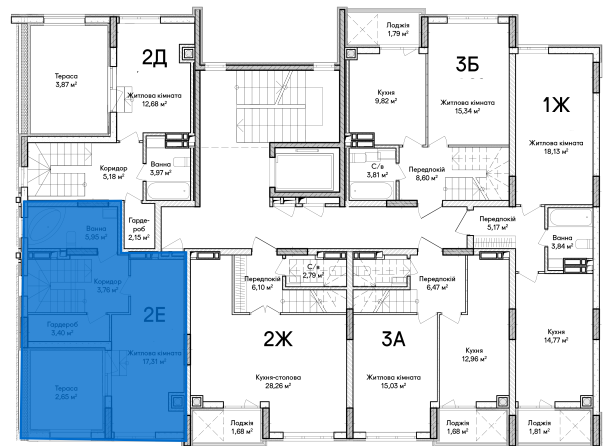 Лоджія
1,79 м²
2Д
3Б
Тераса
3,87 м²
Житлова кімната
12,68 м²
Кухня
9,82 м²
Житлова кімната
15,34 м²
1Ж
Житлова кімната
18,13 м²
Коридор
5,18 м²
Ванна
3,97 м²
С/в
3,81 м²
Передпокій
8,60 м²
Гарде-
роб
2,15 м²
Ванна
5,95 м²
Передпокій
5,17 м²
Ванна
3,84 м²
Коридор
3,76 м²
Передпокій
6,10 м²
С/в
2,79 м²
Передпокій
6,47 м²
2Е
Гардероб
3,40 м²
2Ж
3А
Житлова кімната
17,31 м²
Кухня
12,96 м²
Кухня
14,77 м²
Тераса
2,65 м²
Кухня-столова
28,26 м²
Житлова кімната
15,03 м²
Лоджія
1,68 м²
Лоджія
1,68 м²
Лоджія
1,81 м²